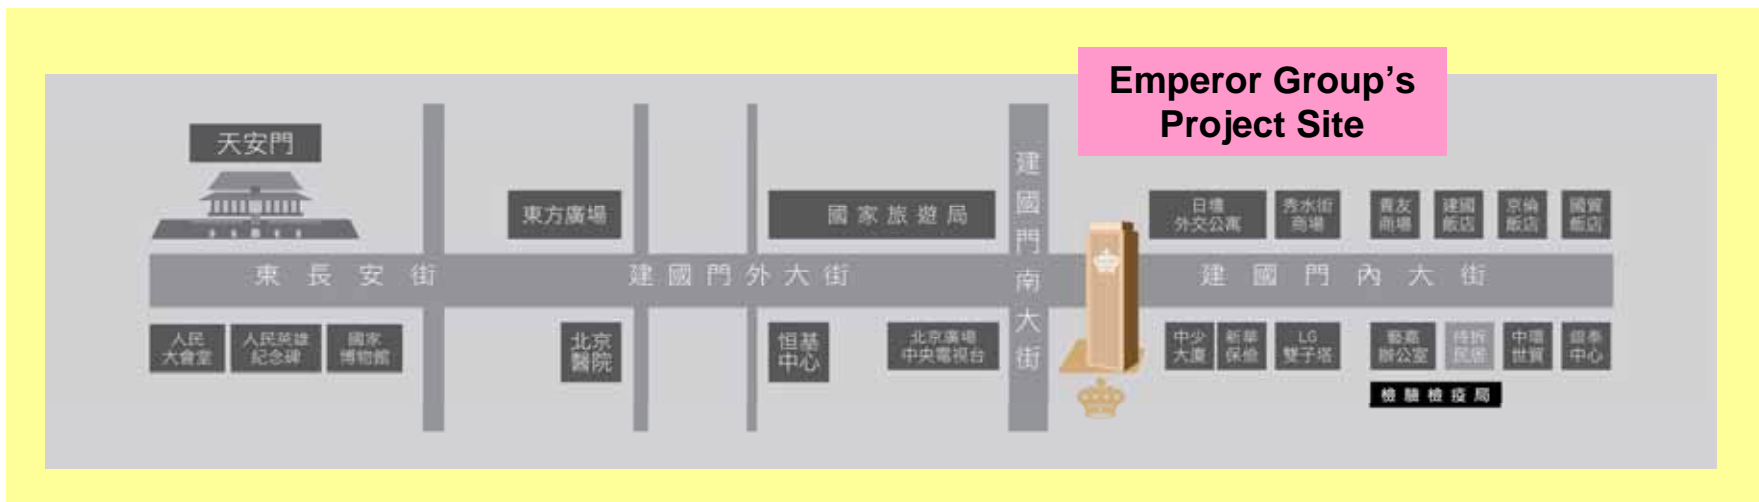 Emperor Group's
Project Site
天安門
東方廣場
國家旅遊局
建國門南大街
日壇
外交公寓
秀水街
商場
貴友
商場
建國
飯店
京倫
飯店
國貿
飯店
東長安街
建國門外大街
建國門內大街
人民
大會堂
人民英雄
紀念碑
國家
博物館
北京
醫院
恒基
中心
北京廣場
中央電視台
中少
大廈
新華
保險
LG
雙子塔
藝嘉
辦公室
待拆
民居
中環
世貿
銀泰
中心
檢驗檢疫局